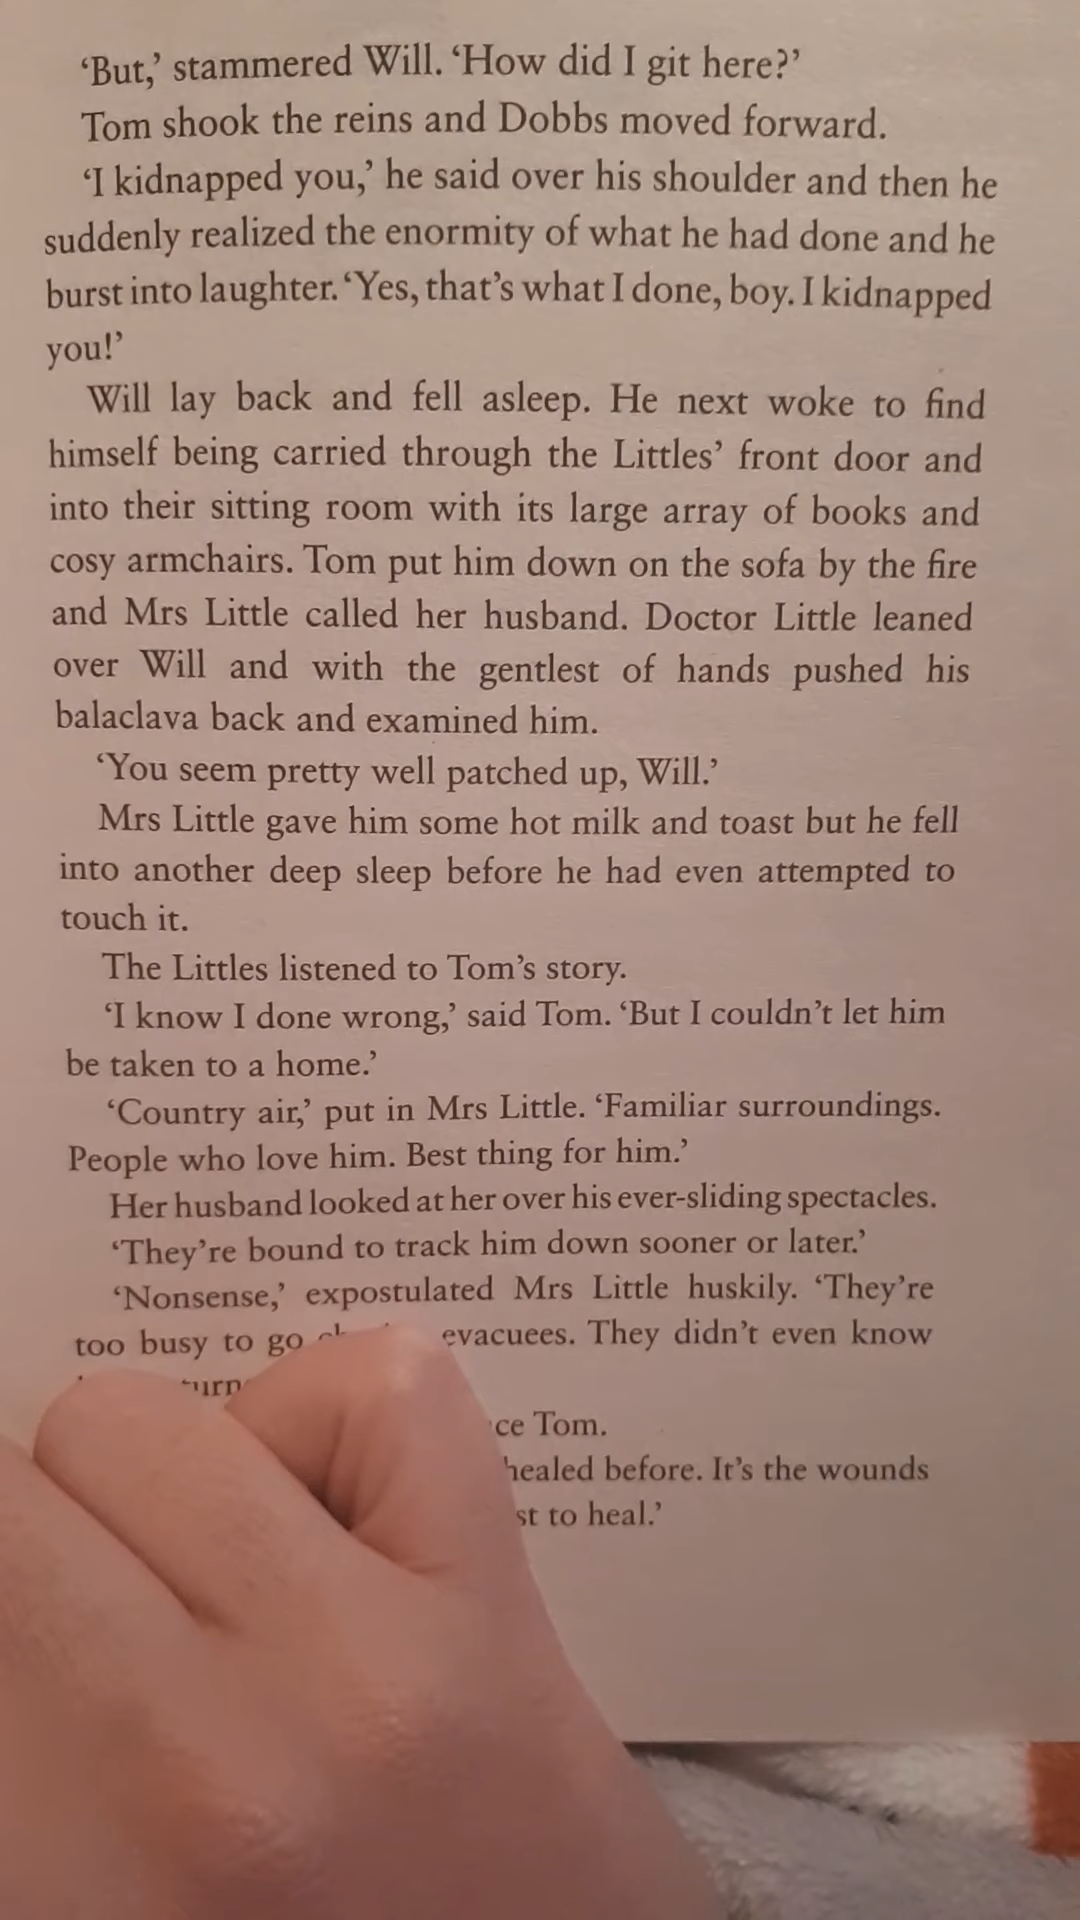 ‘But,’ stammered Will. ‘How did I git here?’
Tom shook the reins and Dobbs moved forward.
‘I kidnapped you,’ he said over his shoulder and then he
suddenly realized the enormity of what he had done and he
burst into laughter. ‘Yes, that’s what I done, boy. I kidnapped
you!’
Will lay back and fell asleep. He next woke to find
himself being carried through the Littles’ front door and
into their sitting room with its large array of books and
cosy armchairs. Tom put him down on the sofa by the fire
and Mrs Little called her husband. Doctor Little leaned
over Will and with the gentlest of hands pushed his
balaclava back and examined him.
‘You seem pretty well patched up, Will.’
Mrs Little gave him some hot milk and toast but he fell
into another deep sleep before he had even attempted to
touch it.
The Littles listened to Tom’s story.
‘I know I done wrong,’ said Tom. ‘But I couldn’t let him
be taken to a home.’
‘Country air,’ put in Mrs Little. ‘Familiar surroundings.
People who love him. Best thing for him.’
Her husband looked at her over his ever-sliding spectacles.
‘They’re bound to track him down sooner or later.’
‘Nonsense,’ expostulated Mrs Little huskily. ‘They’re
too busy to go evacuees. They didn’t even know
Tom.
healed before. It’s the wounds
to heal.’